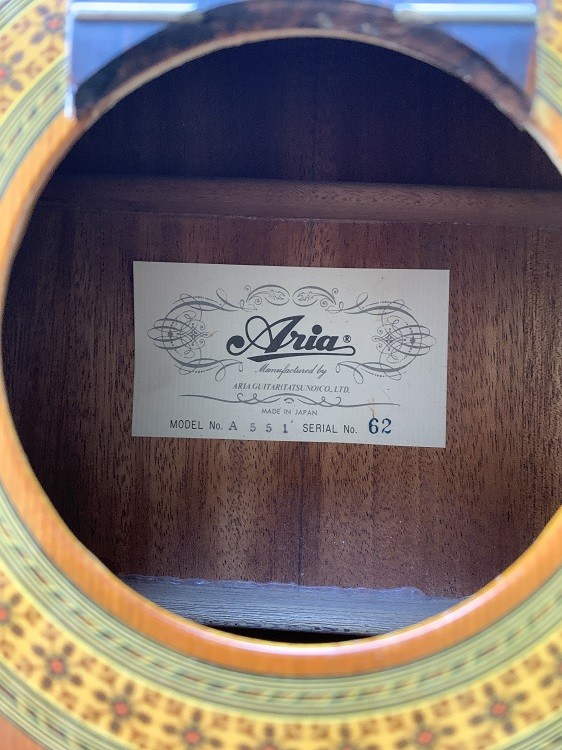 Aria®
Manufactured by
ARIA GUITAR(TATSUNO)CO., LTD.
MADE IN JAPAN
MODEL No. A 551 SERIAL No. 62